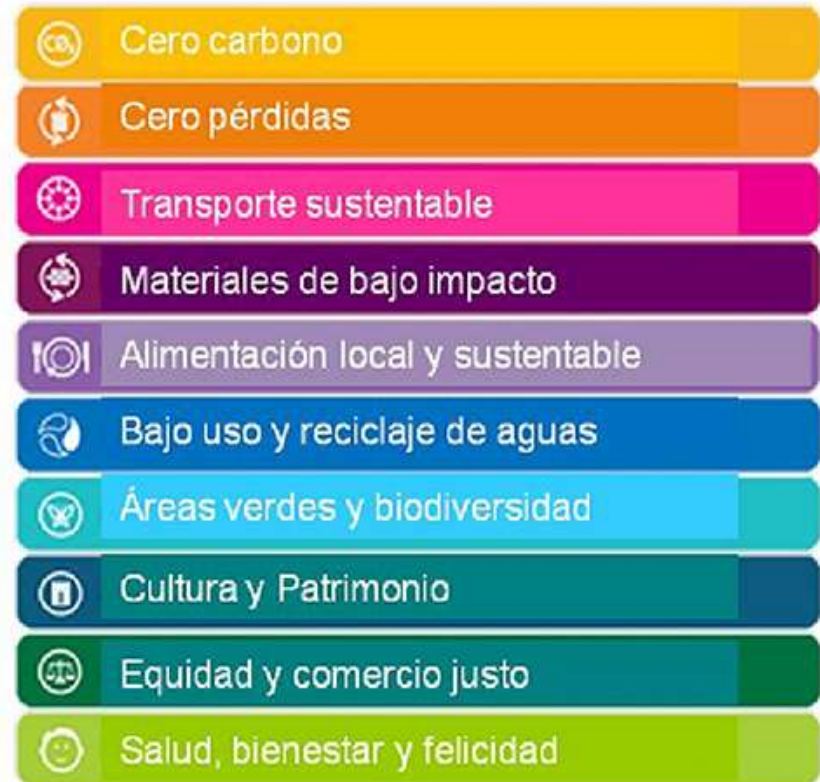 Cero carbono
Cero pérdidas
Transporte sustentable
Materiales de bajo impacto
Alimentación local y sustentable
Bajo uso y reciclaje de aguas
Áreas verdes y biodiversidad
Cultura y Patrimonio
Equidad y comercio justo
Salud, bienestar y felicidad